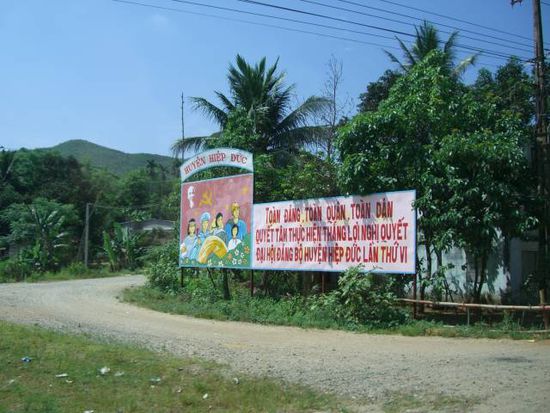 HUYỆN HIỆP ĐỨC
TOÀN ĐẢNG, TOÀN QUÂN, TOÀN DÂN
QUYẾT TÂM THỰC HIỆN THẮNG LỢI NGHỊ QUYẾT
ĐẠI HỘI ĐẢNG BỘ HUYỆN HIỆP ĐỨC LẦN THỨ VI